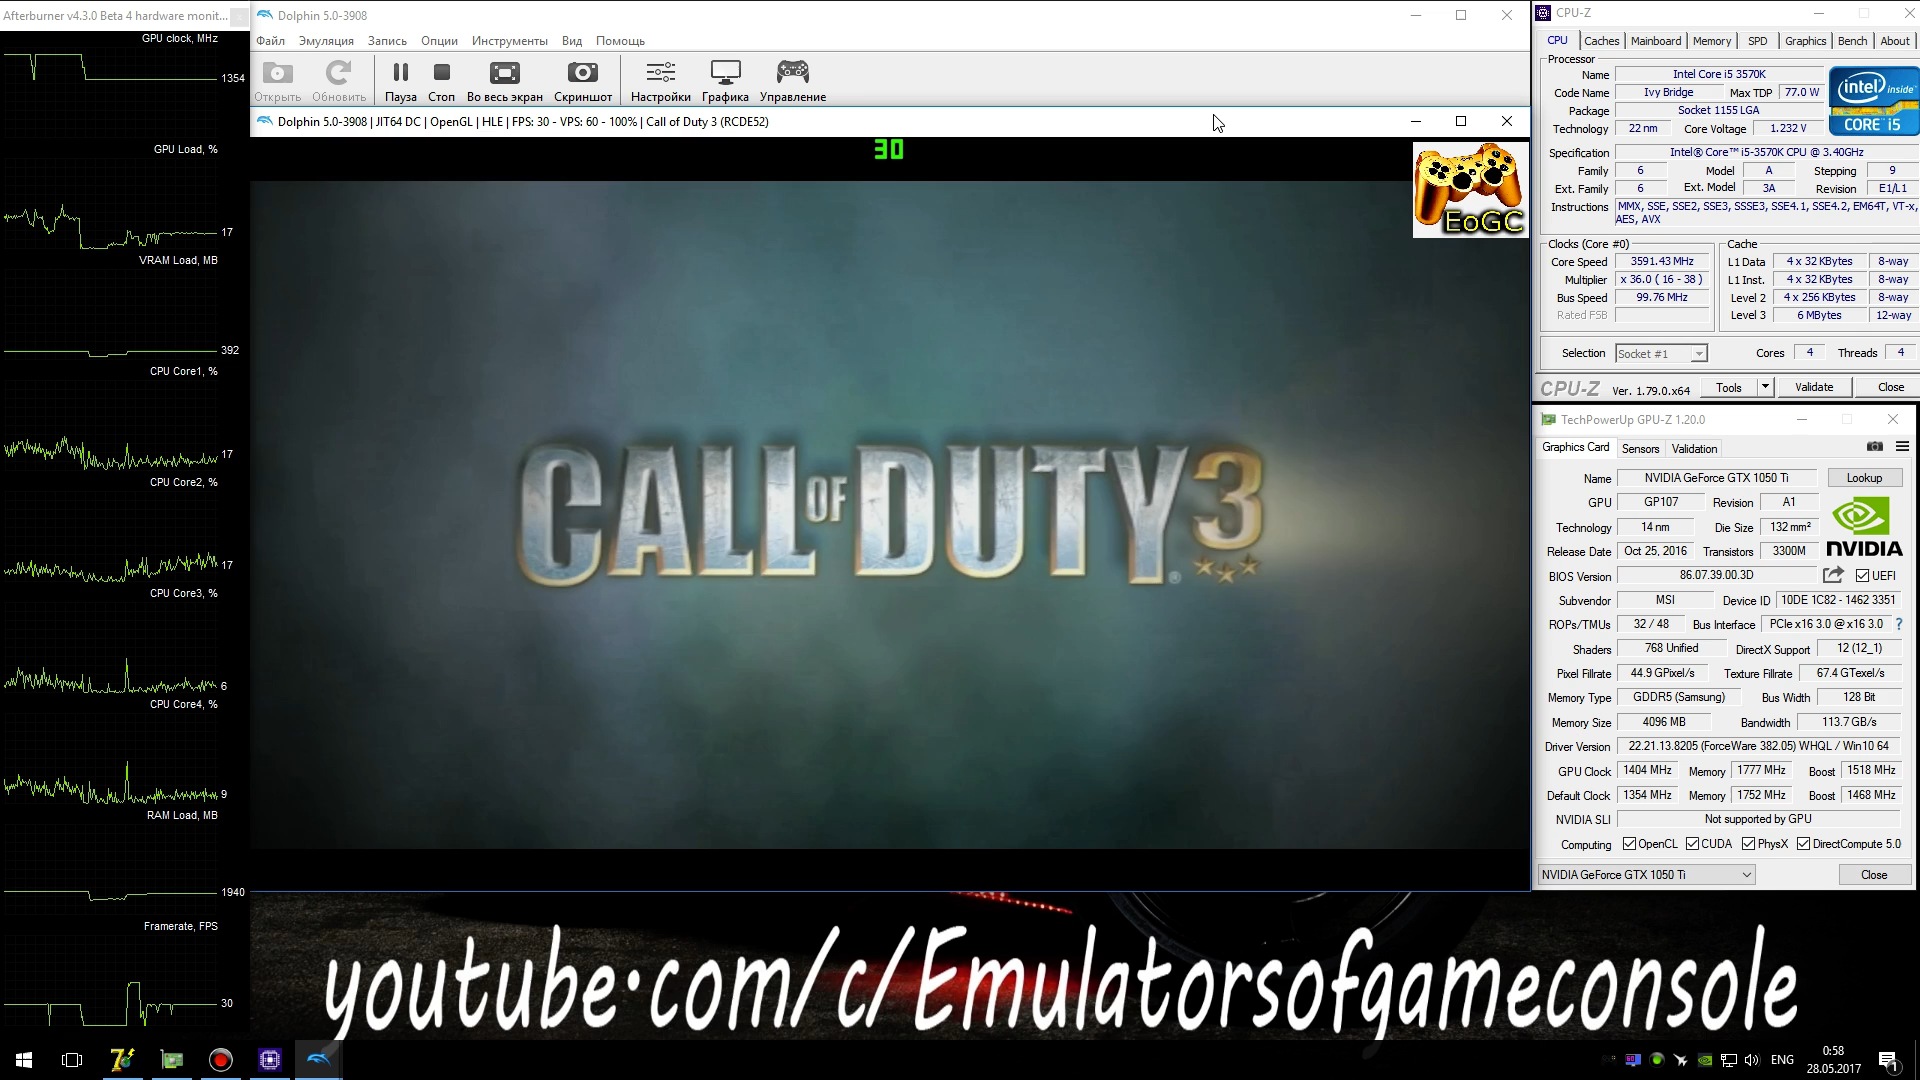 Afterburner v4.3.0 Beta 4 hardware monit...
GPU clock, MHz
1354
GPU Load, %
17
VRAM Load, MB
392
CPU Core1, %
17
CPU Core2, %
17
CPU Core3, %
6
CPU Core4, %
9
RAM Load, MB
1940
Framerate, FPS
30
Dolphin 5.0-3908
Файл Эмуляция Запись Опции Инструменты Вид Помощь
Открыть Обновить Пауза Стоп Во весь экран Скриншот Настройки Графика Управление
Dolphin 5.0-3908 | JIT64 DC | OpenGL | HLE | FPS: 30 - VPS: 60 - 100% | Call of Duty 3 (RCDE52)
30
EoGC
CALL OF DUTY 3
®
youtube.com/c/Emulatorsofgameconsole
CPU-Z
CPU Caches Mainboard Memory SPD Graphics Bench About
Processor
Name Intel Core i5 3570K
Code Name Ivy Bridge Max TDP 77.0 W
Package Socket 1155 LGA
Technology 22 nm Core Voltage 1.232 V
intel inside™
CORE i5
Specification Intel® Core™ i5-3570K CPU @ 3.40GHz
Family 6 Model A Stepping 9
Ext. Family 6 Ext. Model 3A Revision E1/L1
Instructions MMX, SSE, SSE2, SSE3, SSSE3, SSE4.1, SSE4.2, EM64T, VT-x,
AES, AVX
Clocks (Core #0) Cache
Core Speed 3591.43 MHz L1 Data 4 x 32 KBytes 8-way
Multiplier x 36.0 ( 16 - 38 ) L1 Inst. 4 x 32 KBytes 8-way
Bus Speed 99.76 MHz Level 2 4 x 256 KBytes 8-way
Rated FSB Level 3 6 MBytes 12-way
Selection Socket #1 Cores 4 Threads 4
CPU-Z Ver. 1.79.0.x64 Tools Validate Close
TechPowerUp GPU-Z 1.20.0
Graphics Card Sensors Validation
Name NVIDIA GeForce GTX 1050 Ti Lookup
GPU GP107 Revision A1
Technology 14 nm Die Size 132 mm²
Release Date Oct 25, 2016 Transistors 3300M
NVIDIA
BIOS Version 86.07.39.00.3D UEFI
Subvendor MSI Device ID 10DE 1C82 - 1462 3351
ROPs/TMUs 32 / 48 Bus Interface PCIe x16 3.0 @ x16 3.0 ?
Shaders 768 Unified DirectX Support 12 (12_1)
Pixel Fillrate 44.9 GPixel/s Texture Fillrate 67.4 GTexel/s
Memory Type GDDR5 (Samsung) Bus Width 128 Bit
Memory Size 4096 MB Bandwidth 113.7 GB/s
Driver Version 22.21.13.8205 (ForceWare 382.05) WHQL / Win10 64
GPU Clock 1404 MHz Memory 1777 MHz Boost 1518 MHz
Default Clock 1354 MHz Memory 1752 MHz Boost 1468 MHz
NVIDIA SLI Not supported by GPU
Computing OpenCL CUDA PhysX DirectCompute 5.0
NVIDIA GeForce GTX 1050 Ti Close
ENG
0:58
28.05.2017
1